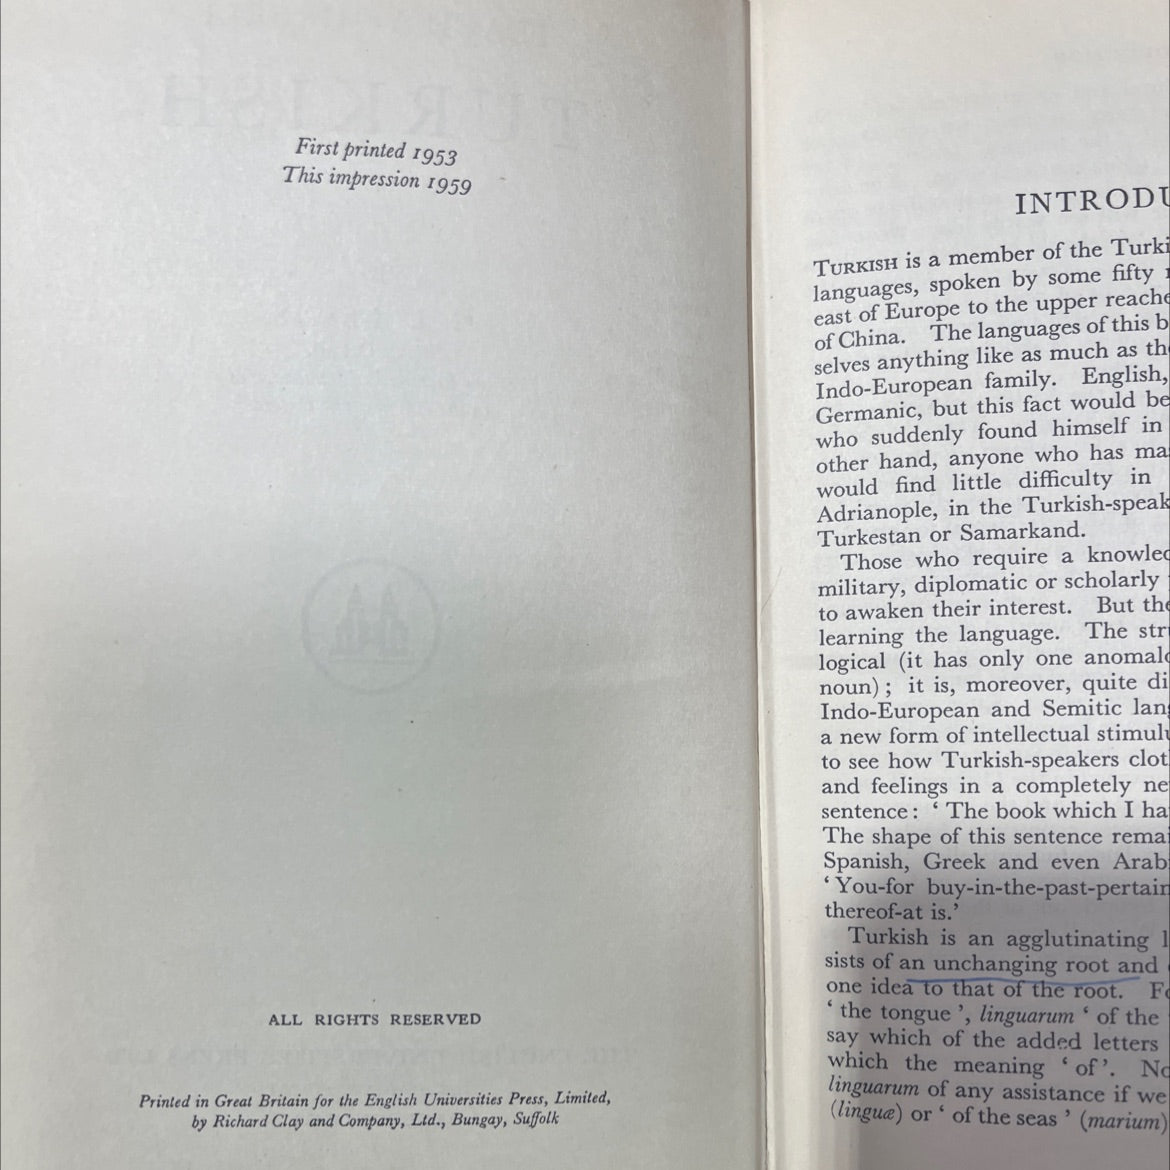 First printed 1953
This impression 1959
ALL RIGHTS RESERVED
Printed in Great Britain for the English Universities Press, Limited,
by Richard Clay and Company, Ltd., Bungay, Suffolk
INTRODU
TURKISH is a member of the Turki
languages, spoken by some fifty
east of Europe to the upper reache
of China. The languages of this b
selves anything like as much as th
Indo-European family. English,
Germanic, but this fact would be
who suddenly found himself in
other hand, anyone who has ma
would find little difficulty in
Adrianople, in the Turkish-speak
Turkestan or Samarkand.
Those who require a knowled
military, diplomatic or scholarly
to awaken their interest. But the
learning the language. The str
logical (it has only one anomal
noun) ; it is, moreover, quite di
Indo-European and Semitic lan
a new form of intellectual stimul
to see how Turkish-speakers clot
and feelings in a completely ne
sentence : ‘ The book which I ha
The shape of this sentence remai
Spanish, Greek and even Arab
‘ You-for buy-in-the-past-pertain
thereof-at is.’
Turkish is an agglutinating l
sists of an unchanging root and
one idea to that of the root. F
‘ the tongue ’, linguarum ‘ of the
say which of the added letters
which the meaning ‘ of ’. No
linguarum of any assistance if we
(linguæ) or ‘ of the seas ’ (marium)